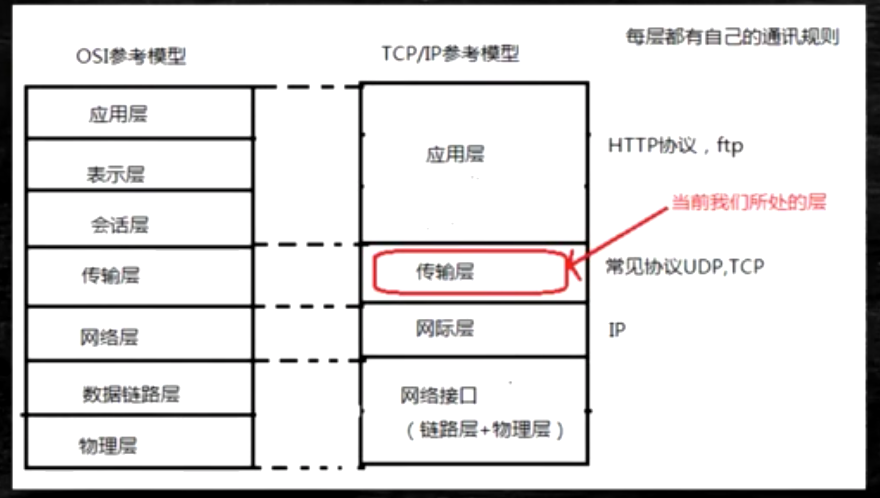 OSI参考模型
TCP/IP参考模型
每层都有自己的通讯规则
应用层
表示层
会话层
传输层
网络层
数据链路层
物理层
应用层
HTTP协议，ftp
当前我们所处的层
传输层
常见协议UDP,TCP
网际层
IP
网络接口
（链路层+物理层）